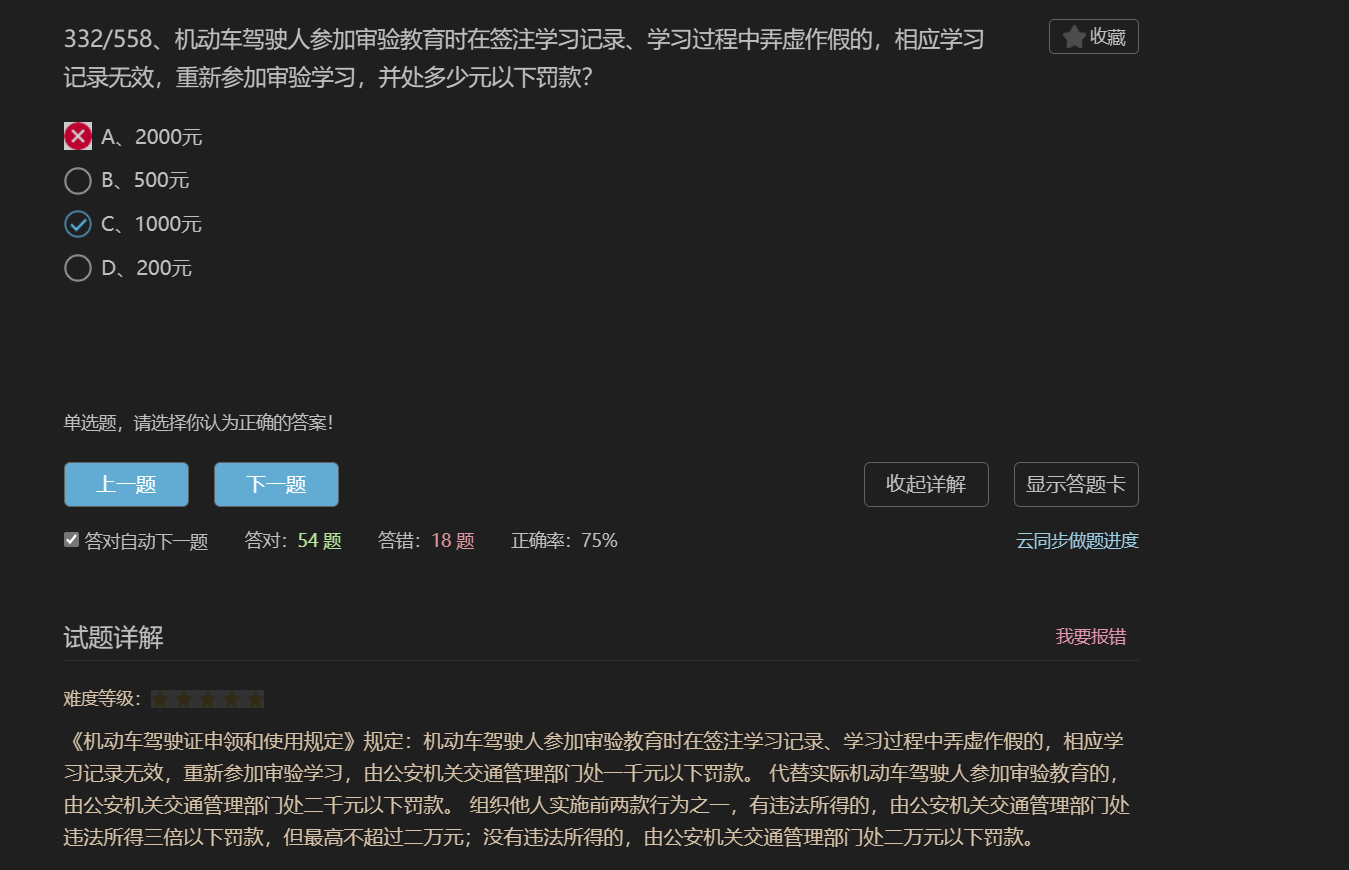 332/558、机动车驾驶人参加审验教育时在签注学习记录、学习过程中弄虚作假的，相应学习
收藏
记录无效，重新参加审验学习，并处多少元以下罚款？
A、2000元
B、500元
C、1000元
D、200元
单选题，请选择你认为正确的答案！
上一题 下一题 收起详解 显示答题卡
答对自动下一题 答对：54 题 答错：18 题 正确率：75% 云同步做题进度
试题详解 我要报错
难度等级：
《机动车驾驶证申领和使用规定》规定：机动车驾驶人参加审验教育时在签注学习记录、学习过程中弄虚作假的，相应学
习记录无效，重新参加审验学习，由公安机关交通管理部门处一千元以下罚款。 代替实际机动车驾驶人参加审验教育的，
由公安机关交通管理部门处二千元以下罚款。 组织他人实施前两款行为之一，有违法所得的，由公安机关交通管理部门处
违法所得三倍以下罚款，但最高不超过二万元；没有违法所得的，由公安机关交通管理部门处二万元以下罚款。